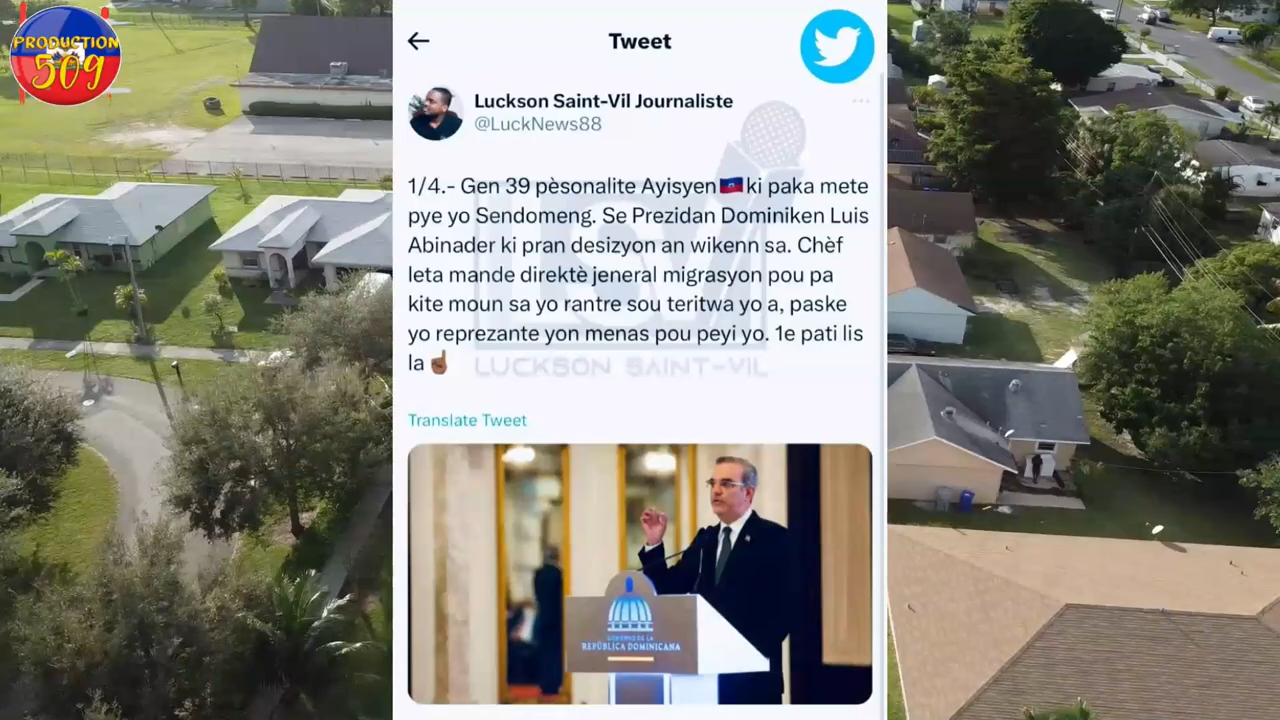 PRODUCTION
509
Tweet
Luckson Saint-Vil Journaliste
@LuckNews88
1/4.- Gen 39 pèsonalite Ayisyen🇭🇹ki paka mete
pye yo Sendomeng. Se Prezidan Dominiken Luis
Abinader ki pran desizyon an wikenn sa. Chèf
leta mande direktè jeneral migrasyon pou pa
kite moun sa yo rantre sou teritwa yo a, paske
yo reprezante yon menas pou peyi yo. 1e pati lis
la☝🏾
LUCKSON SAINT-VIL
Translate Tweet
GOBIERNO DE LA
REPÚBLICA DOMINICANA